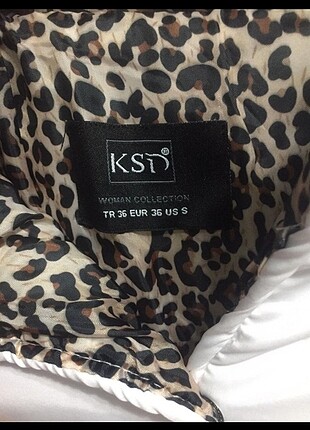 KSD®
WOMAN COLLECTION
TR 36 EUR 36 US S